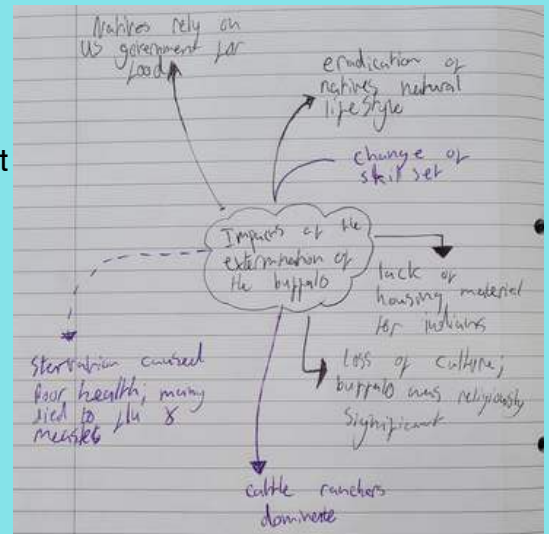 t
Natives rely on
US government for
food
eradication of
natives natural
lifestyle
change of
skill set
Impacts of the
extermination of
the buffalo
lack of
housing material
for indians
Loss of culture;
buffalo was religiously
significant
Starvation caused
poor health; many
died to flu &
measles
cattle ranchers
dominate